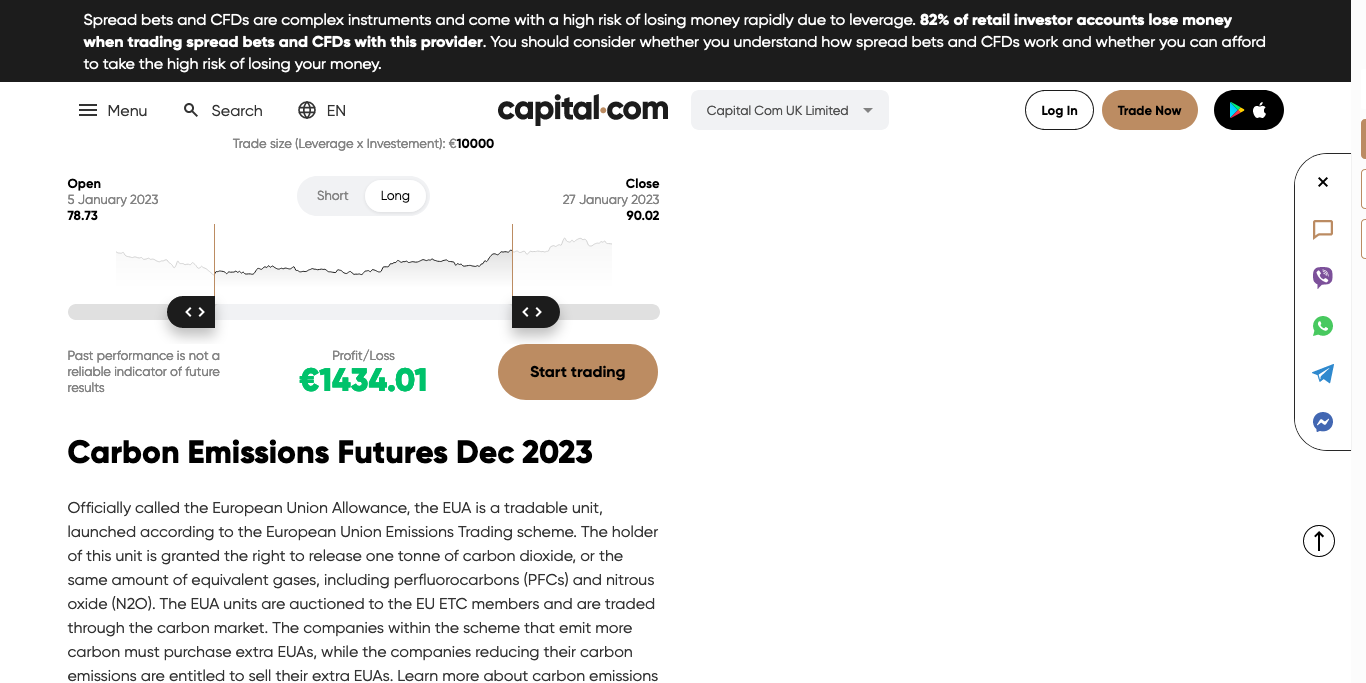 Spread bets and CFDs are complex instruments and come with a high risk of losing money rapidly due to leverage. 82% of retail investor accounts lose money
when trading spread bets and CFDs with this provider. You should consider whether you understand how spread bets and CFDs work and whether you can afford
to take the high risk of losing your money.
Menu
Search
EN
capital.com
Capital Com UK Limited
Log In
Trade Now
Trade size (Leverage x Investement): €10000
Open
5 January 2023
78.73
Short
Long
Close
27 January 2023
90.02
Past performance is not a
reliable indicator of future
results
Profit/Loss
€1434.01
Start trading
Carbon Emissions Futures Dec 2023
Officially called the European Union Allowance, the EUA is a tradable unit,
launched according to the European Union Emissions Trading scheme. The holder
of this unit is granted the right to release one tonne of carbon dioxide, or the
same amount of equivalent gases, including perfluorocarbons (PFCs) and nitrous
oxide (N2O). The EUA units are auctioned to the EU ETC members and are traded
through the carbon market. The companies within the scheme that emit more
carbon must purchase extra EUAs, while the companies reducing their carbon
emissions are entitled to sell their extra EUAs. Learn more about carbon emissions